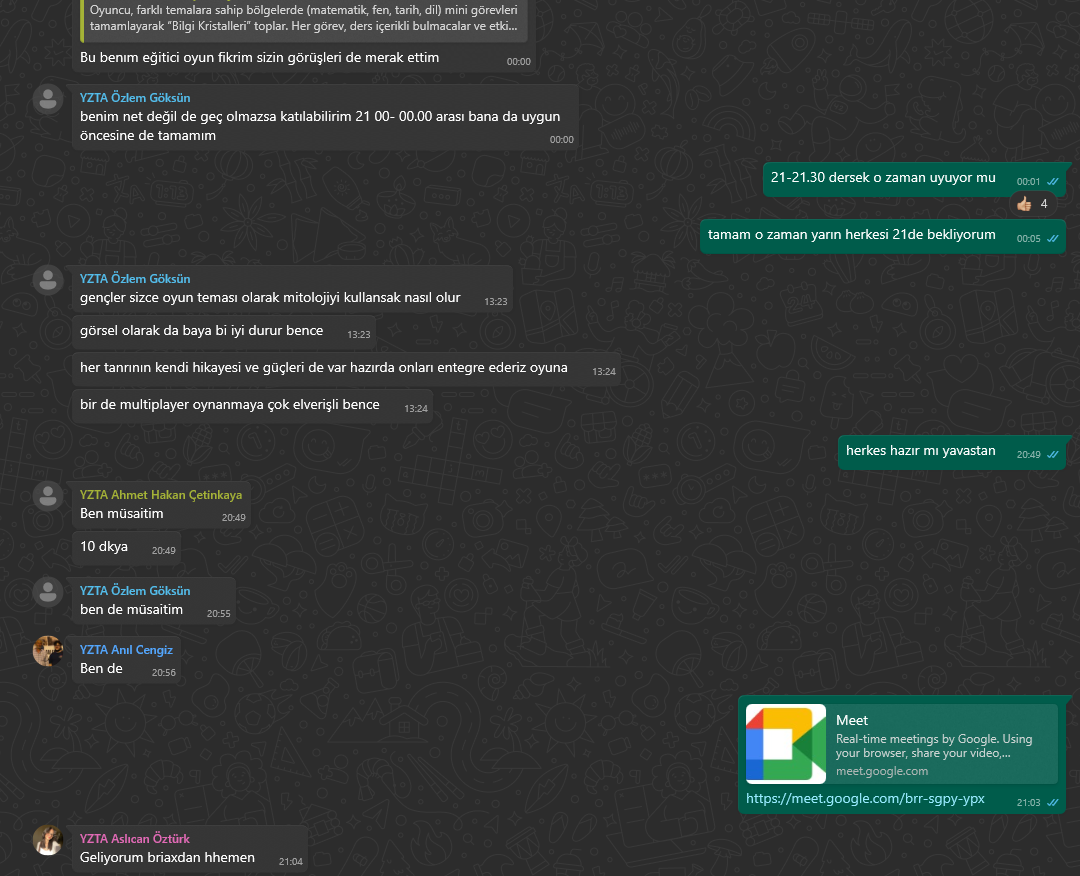 Oyuncu, farklı temalara sahip bölgelerde (matematik, fen, tarih, dil) mini görevleri
tamamlayarak "Bilgi Kristalleri" toplar. Her görev, ders içerikli bulmacalar ve etki...
Bu benım eğitici oyun fikrim sizin görüşleri de merak ettim
00:00
YZTA Özlem Göksün
benim net değil de geç olmazsa katılabilirim 21 00- 00.00 arası bana da uygun
öncesine de tamamım
00:00
21-21.30 dersek o zaman uyuyor mu
00:01
4
tamam o zaman yarın herkesi 21de bekliyorum
00:05
YZTA Özlem Göksün
gençler sizce oyun teması olarak mitolojiyi kullansak nasıl olur
13:23
görsel olarak da baya bi iyi durur bence
13:23
her tanrının kendi hikayesi ve güçleri de var hazırda onları entegre ederiz oyuna
13:24
bir de multiplayer oynanmaya çok elverişli bence
13:24
herkes hazır mı yavastan
20:49
YZTA Ahmet Hakan Çetinkaya
Ben müsaitim
20:49
10 dkya
20:49
YZTA Özlem Göksün
ben de müsaitim
20:55
YZTA Anıl Cengiz
Ben de
20:56
Meet
Real-time meetings by Google. Using
your browser, share your video,...
meet.google.com
https://meet.google.com/brr-sgpy-ypx
21:03
YZTA Aslıcan Öztürk
Geliyorum briaxdan hhemen
21:04